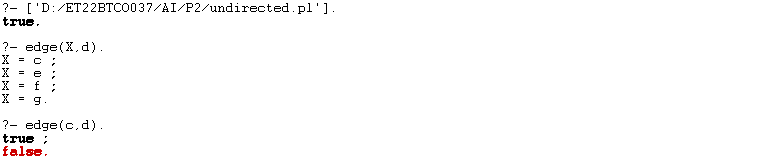 ?- ['D:/ET22BTCO037/AI/P2/undirected.pl'].
true.
?- edge(X,d).
X = c ;
X = e ;
X = f ;
X = g.
?- edge(c,d).
true ;
false.